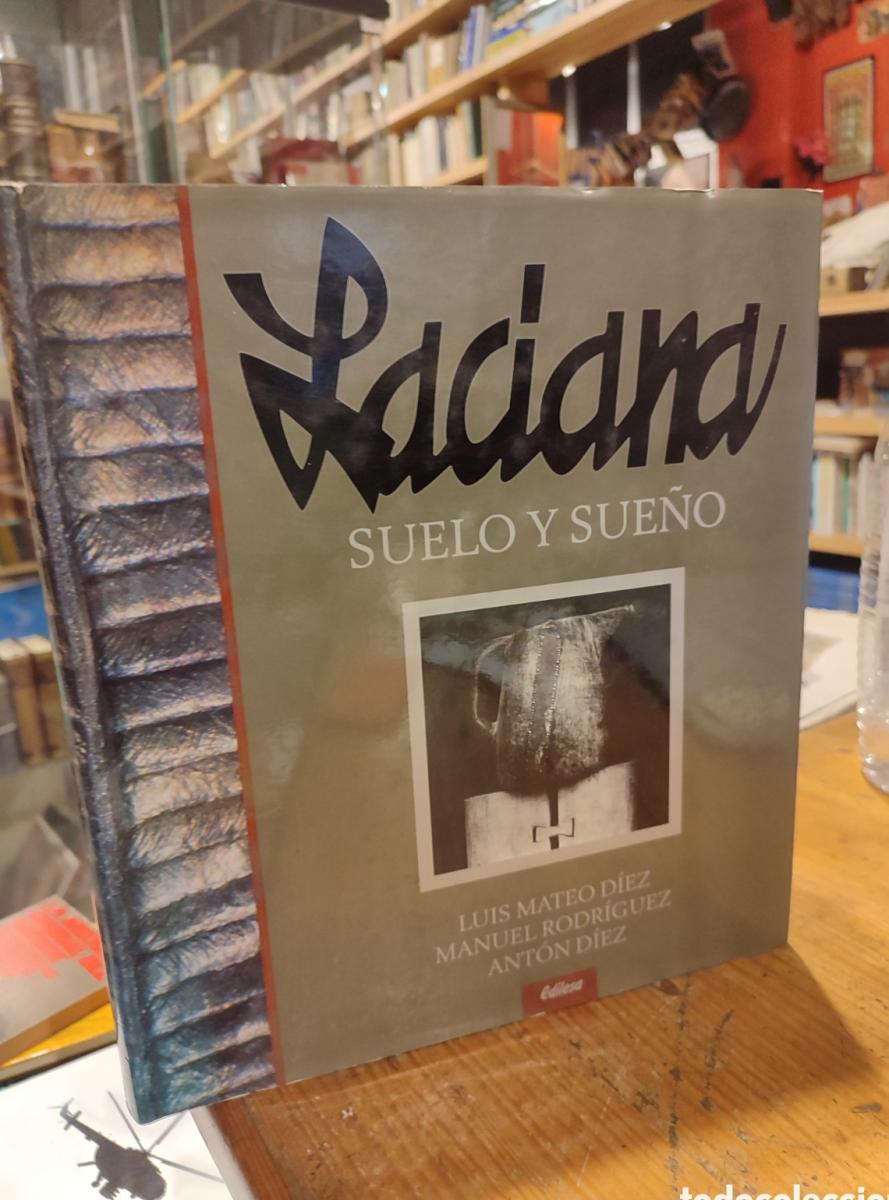 Laciana
SUELO Y SUEÑO
LUIS MATEO DÍEZ
MANUEL RODRÍGUEZ
ANTÓN DÍEZ
Edilesa